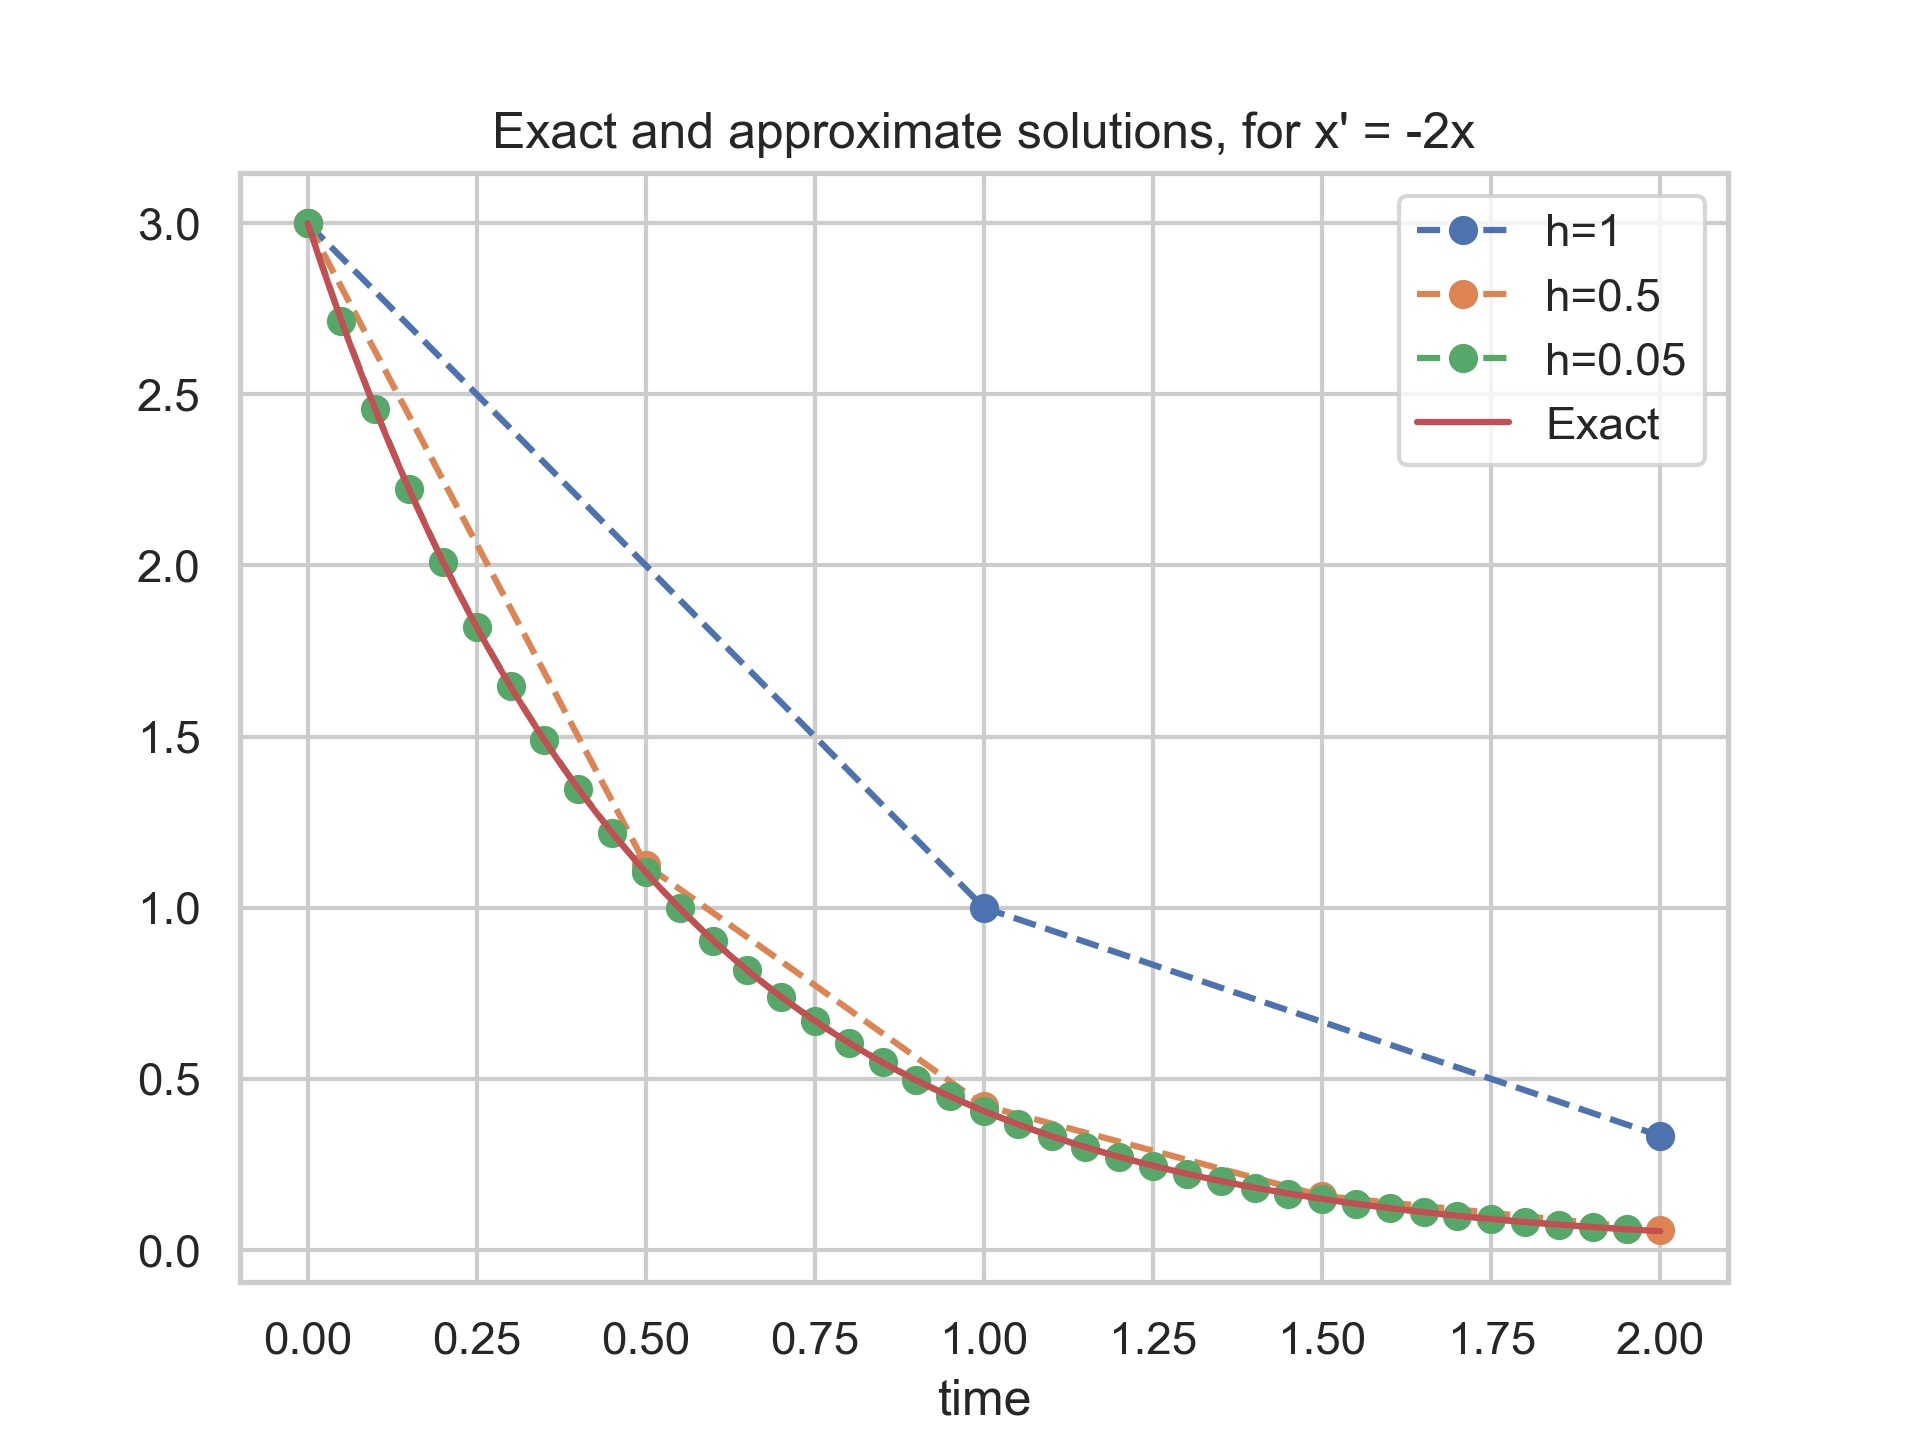 Exact and approximate solutions, for x' = -2x
h=1
h=0.5
h=0.05
Exact
3.0
2.5
2.0
1.5
1.0
0.5
0.0
0.00 0.25 0.50 0.75 1.00 1.25 1.50 1.75 2.00
time